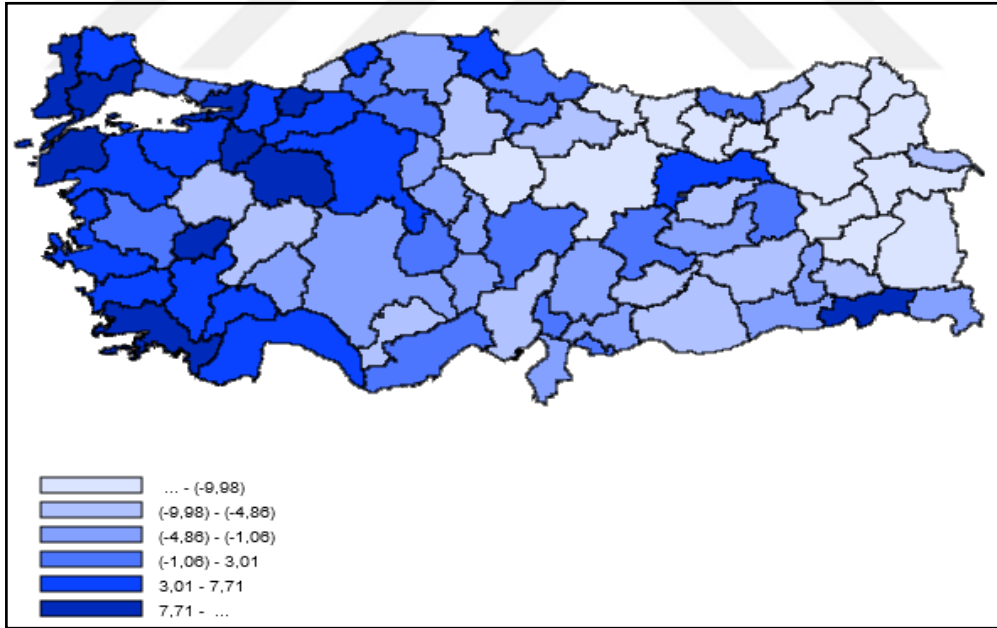 ... - (-9,98)
(-9,98) - (-4,86)
(-4,86) - (-1,06)
(-1,06) - 3,01
3,01 - 7,71
7,71 - ...